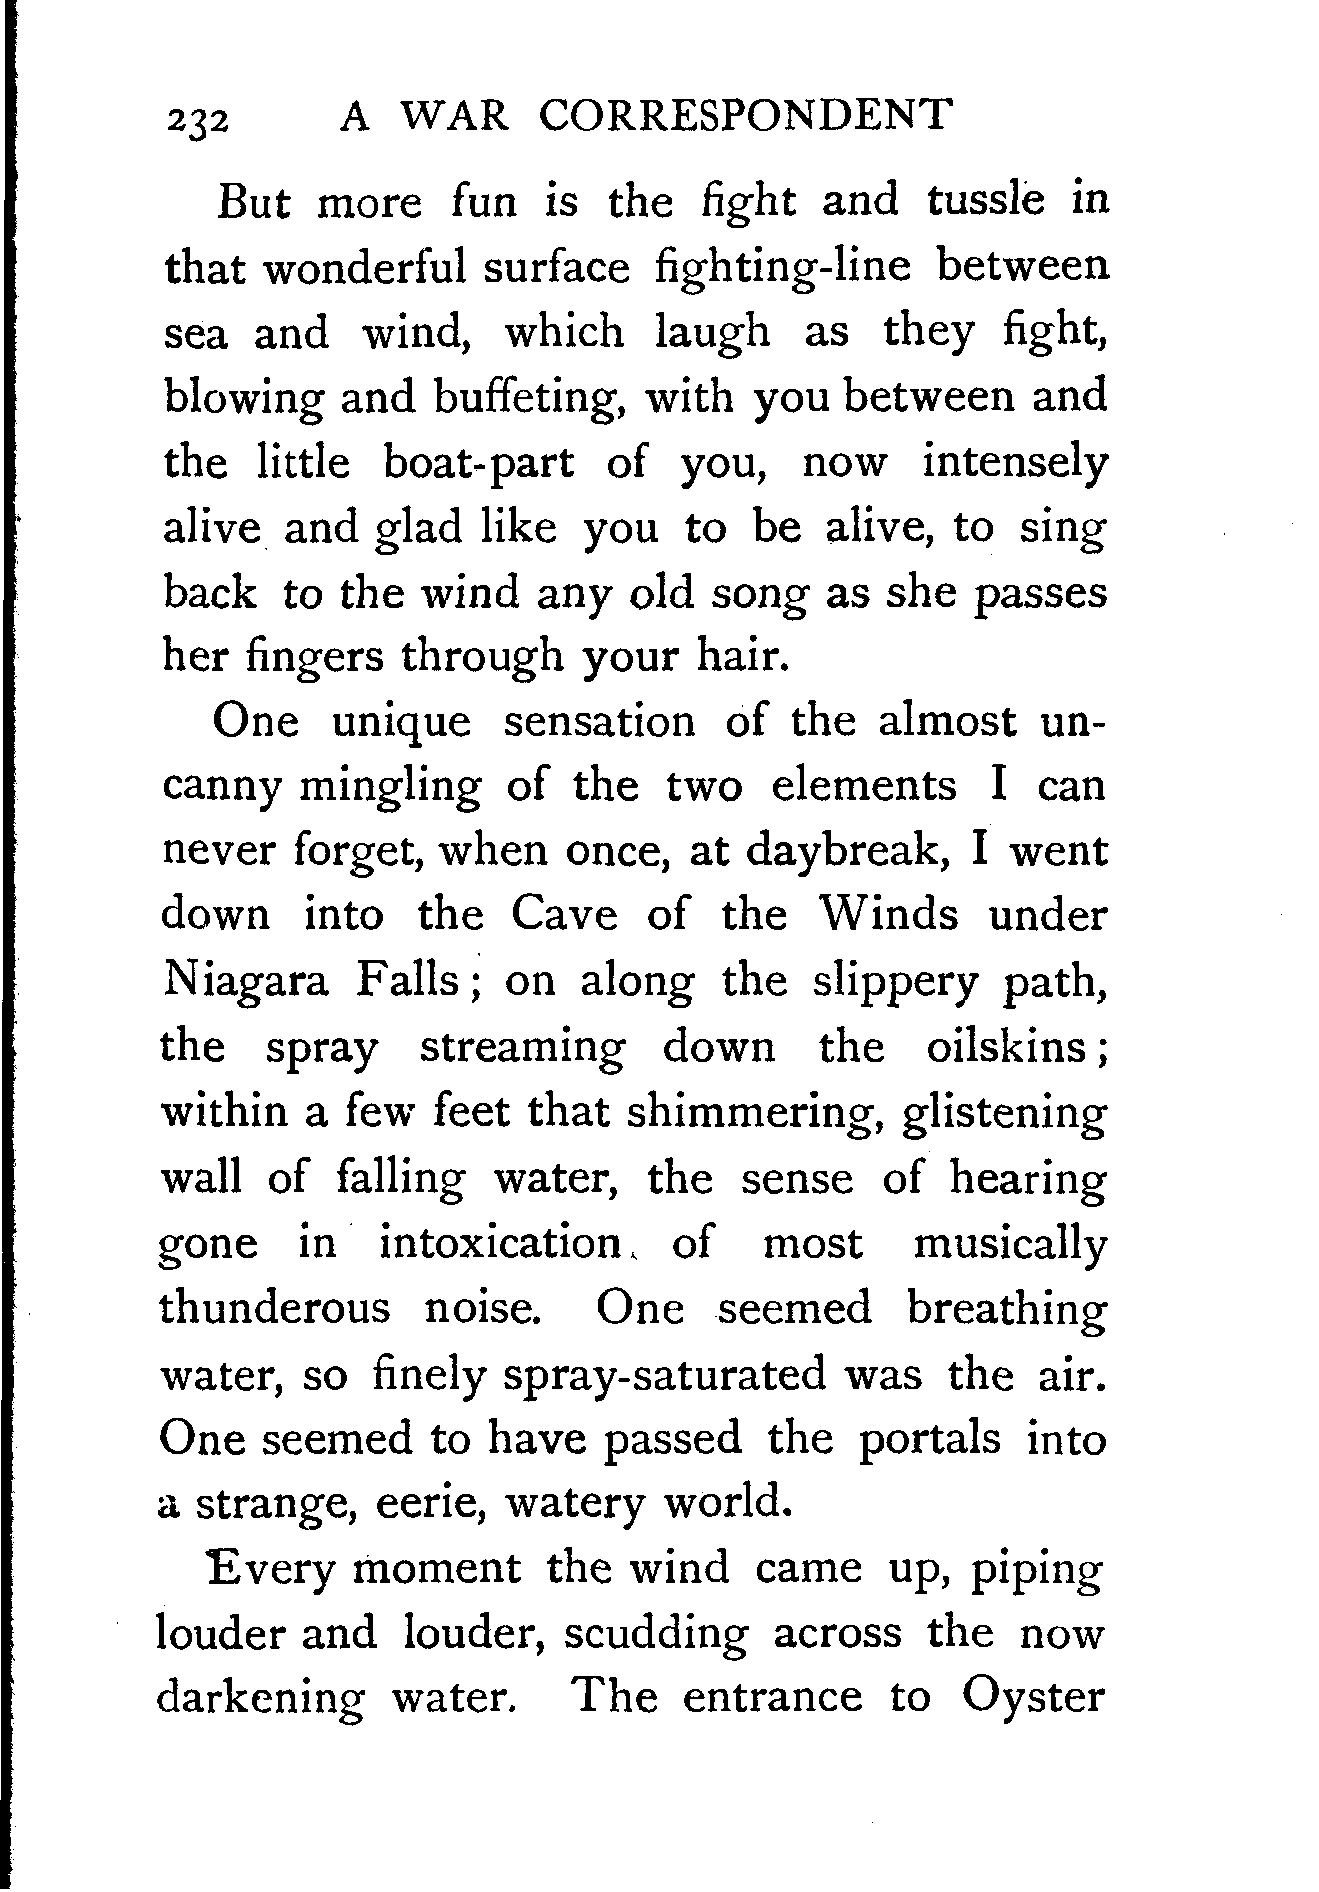 232 A WAR CORRESPONDENT
But more fun is the fight and tussle in
that wonderful surface fighting-line between
sea and wind, which laugh as they fight,
blowing and buffeting, with you between and
the little boat-part of you, now intensely
alive and glad like you to be alive, to sing
back to the wind any old song as she passes
her fingers through your hair.
One unique sensation of the almost un-
canny mingling of the two elements I can
never forget, when once, at daybreak, I went
down into the Cave of the Winds under
Niagara Falls; on along the slippery path,
the spray streaming down the oilskins;
within a few feet that shimmering, glistening
wall of falling water, the sense of hearing
gone in intoxication of most musically
thunderous noise. One seemed breathing
water, so finely spray-saturated was the air.
One seemed to have passed the portals into
a strange, eerie, watery world.
Every moment the wind came up, piping
louder and louder, scudding across the now
darkening water. The entrance to Oyster